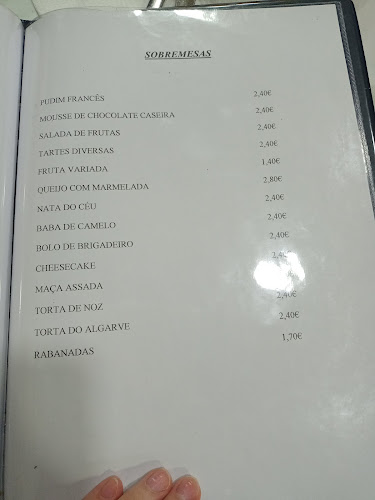 SOBREMESAS
PUDIM FRANCÊS 2,40€
MOUSSE DE CHOCOLATE CASEIRA 2,40€
SALADA DE FRUTAS 2,40€
TARTES DIVERSAS 2,40€
FRUTA VARIADA 1,40€
QUEIJO COM MARMELADA 2,80€
NATA DO CÉU 2,40€
BABA DE CAMELO 2,40€
BOLO DE BRIGADEIRO 2,40€
CHEESECAKE 2,40€
MAÇA ASSADA
TORTA DE NOZ 2,40€
TORTA DO ALGARVE 2,40€
RABANADAS 1,70€